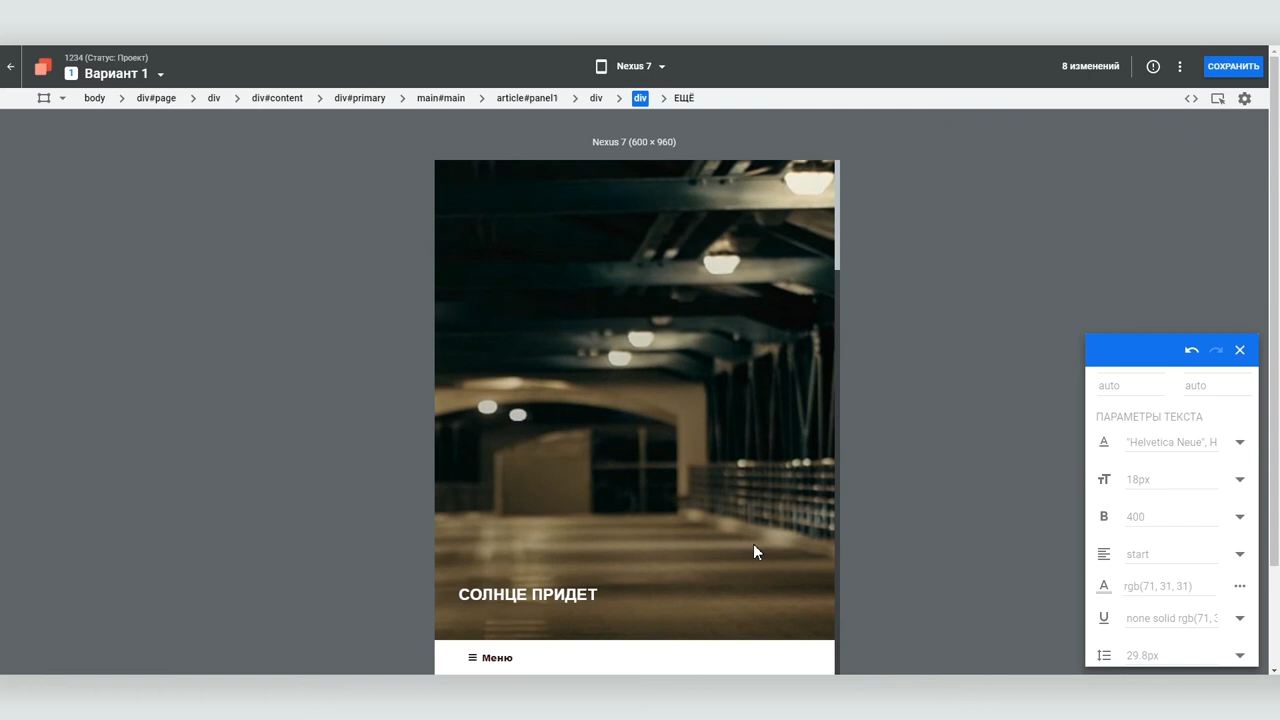 1234 (Статус: Проект)
1 Вариант 1
Nexus 7
8 изменений
СОХРАНИТЬ
body
div#page
div
div#content
div#primary
main#main
article#panel1
div
div
ЕЩЁ
Nexus 7 (600 × 960)
СОЛНЦЕ ПРИДЕТ
Меню
auto auto
ПАРАМЕТРЫ ТЕКСТА
"Helvetica Neue", H
18px
400
start
rgb(71, 31, 31)
none solid rgb(71, 3
29.8px